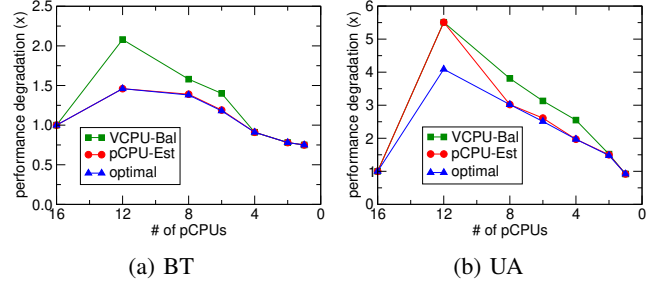 performance degradation (x)
2.5
2.0
1.5
1.0
0.5
0.0
VCPU-Bal
pCPU-Est
optimal
16 12 8 4 0
# of pCPUs
(a) BT
performance degradation (x)
6
5
4
3
2
1
0
VCPU-Bal
pCPU-Est
optimal
16 12 8 4 0
# of pCPUs
(b) UA